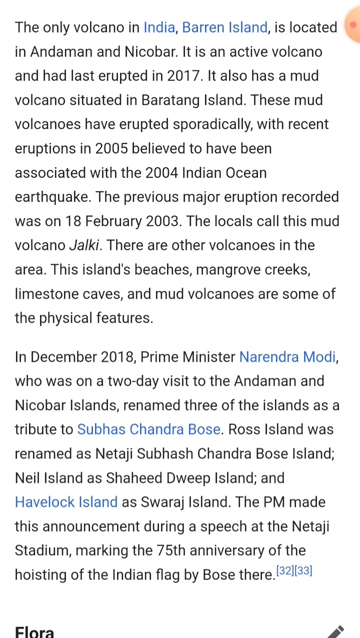 The only volcano in India, Barren Island, is located
in Andaman and Nicobar. It is an active volcano
and had last erupted in 2017. It also has a mud
volcano situated in Baratang Island. These mud
volcanoes have erupted sporadically, with recent
eruptions in 2005 believed to have been
associated with the 2004 Indian Ocean
earthquake. The previous major eruption recorded
was on 18 February 2003. The locals call this mud
volcano Jalki. There are other volcanoes in the
area. This island's beaches, mangrove creeks,
limestone caves, and mud volcanoes are some of
the physical features.
In December 2018, Prime Minister Narendra Modi,
who was on a two-day visit to the Andaman and
Nicobar Islands, renamed three of the islands as a
tribute to Subhas Chandra Bose. Ross Island was
renamed as Netaji Subhash Chandra Bose Island;
Neil Island as Shaheed Dweep Island; and
Havelock Island as Swaraj Island. The PM made
this announcement during a speech at the Netaji
Stadium, marking the 75th anniversary of the
hoisting of the Indian flag by Bose there.[32][33]
Flora